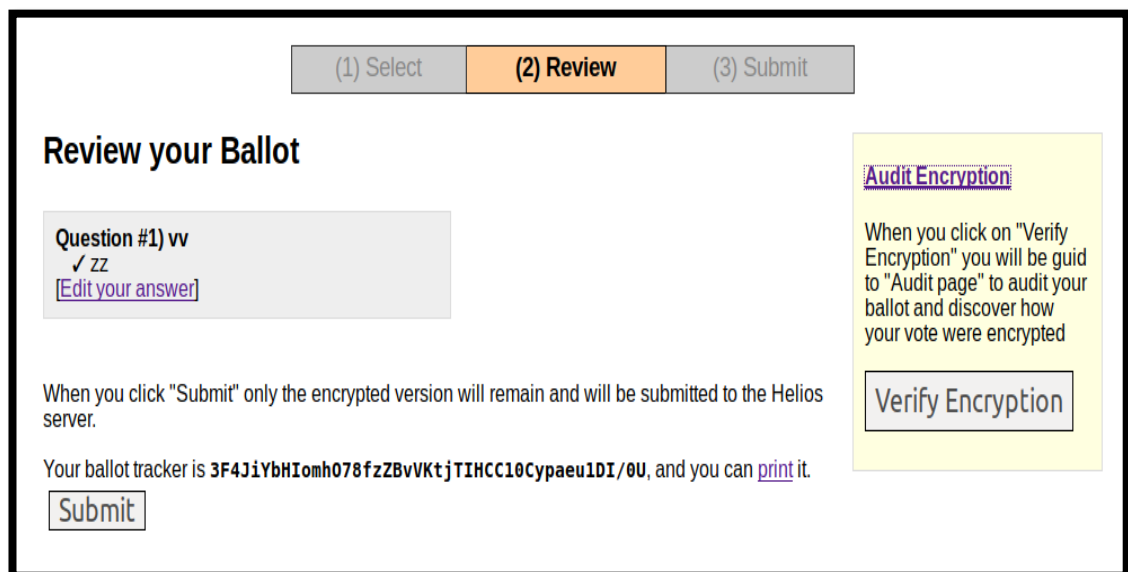 (1) Select (2) Review (3) Submit
Review your Ballot
Question #1) vv
✓ zz
[Edit your answer]
When you click "Submit" only the encrypted version will remain and will be submitted to the Helios
server.
Your ballot tracker is 3F4JiYbHIomhO78fzZBvVKtjTIHCC10Cypaeu1DI/0U, and you can print it.
Submit
Audit Encryption
When you click on "Verify
Encryption" you will be guid
to "Audit page" to audit your
ballot and discover how
your vote were encrypted
Verify Encryption